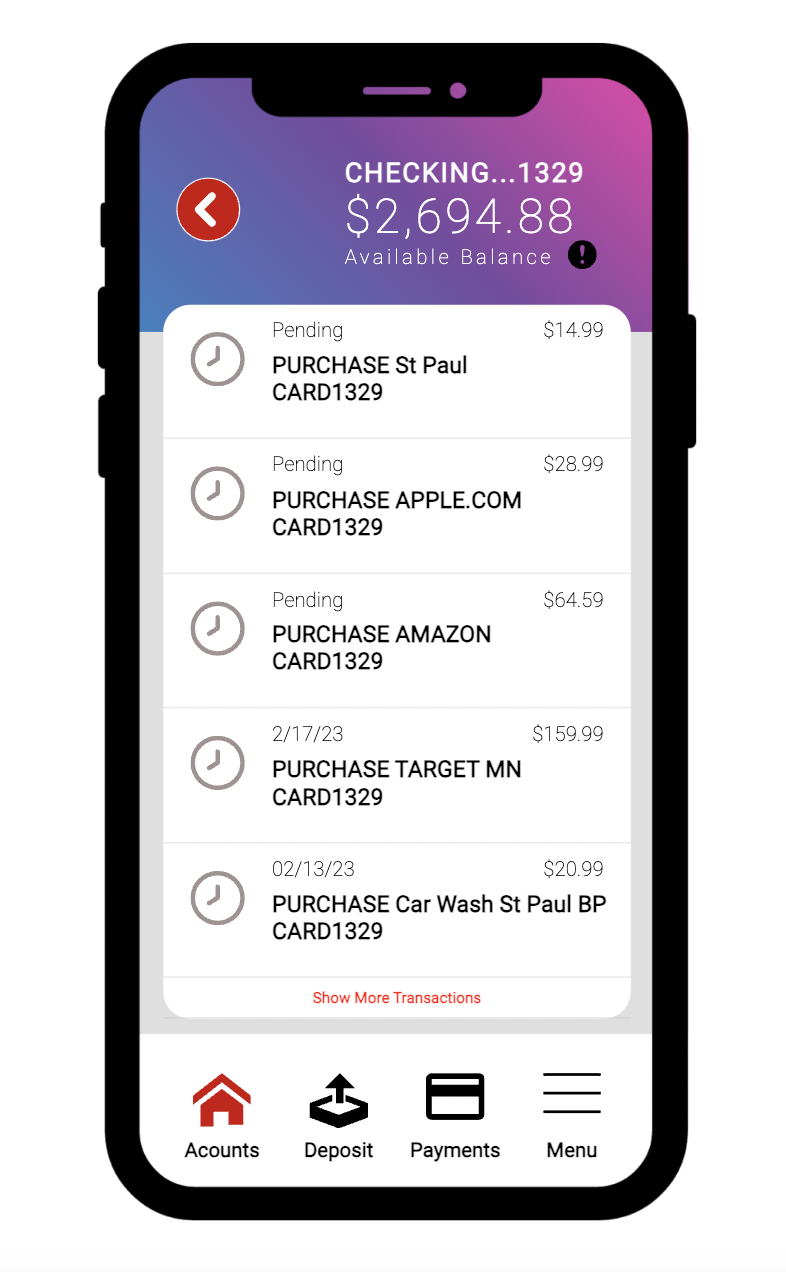 CHECKING...1329
$2,694.88
Available Balance !
Pending $14.99
PURCHASE St Paul
CARD1329
Pending $28.99
PURCHASE APPLE.COM
CARD1329
Pending $64.59
PURCHASE AMAZON
CARD1329
2/17/23 $159.99
PURCHASE TARGET MN
CARD1329
02/13/23 $20.99
PURCHASE Car Wash St Paul BP
CARD1329
Show More Transactions
Acounts Deposit Payments Menu